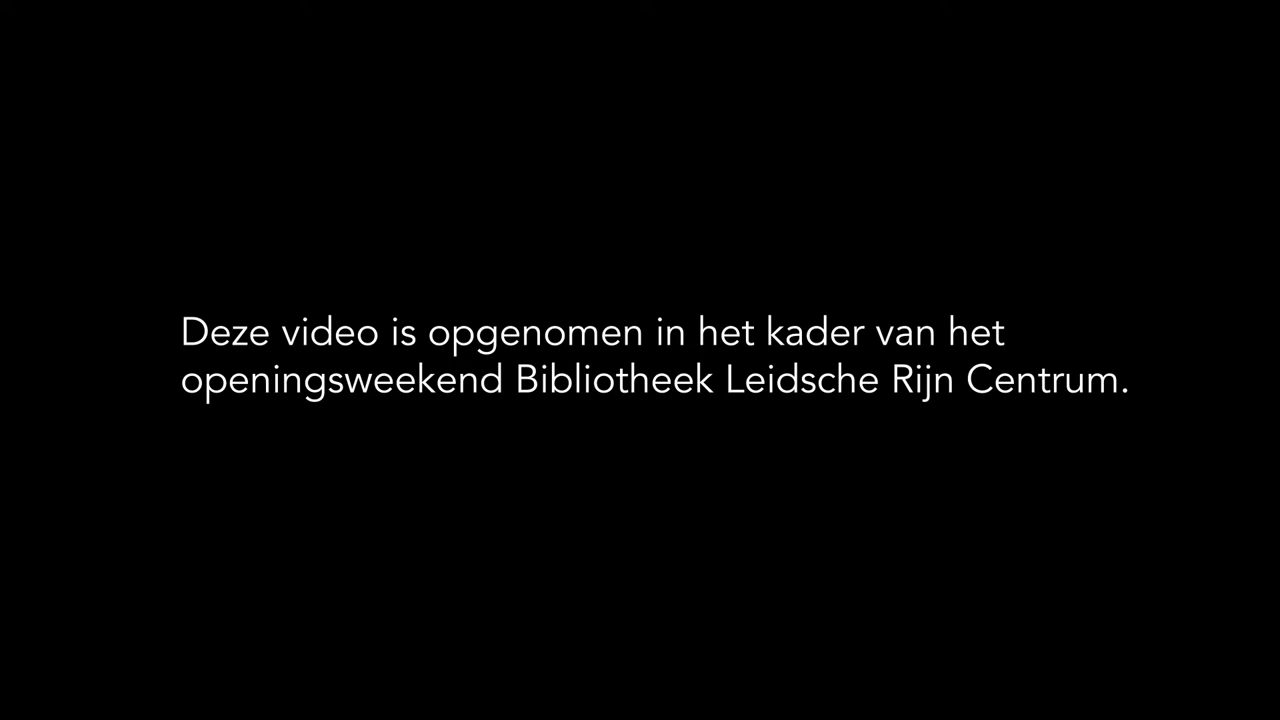 Deze video is opgenomen in het kader van het
openingsweekend Bibliotheek Leidsche Rijn Centrum.